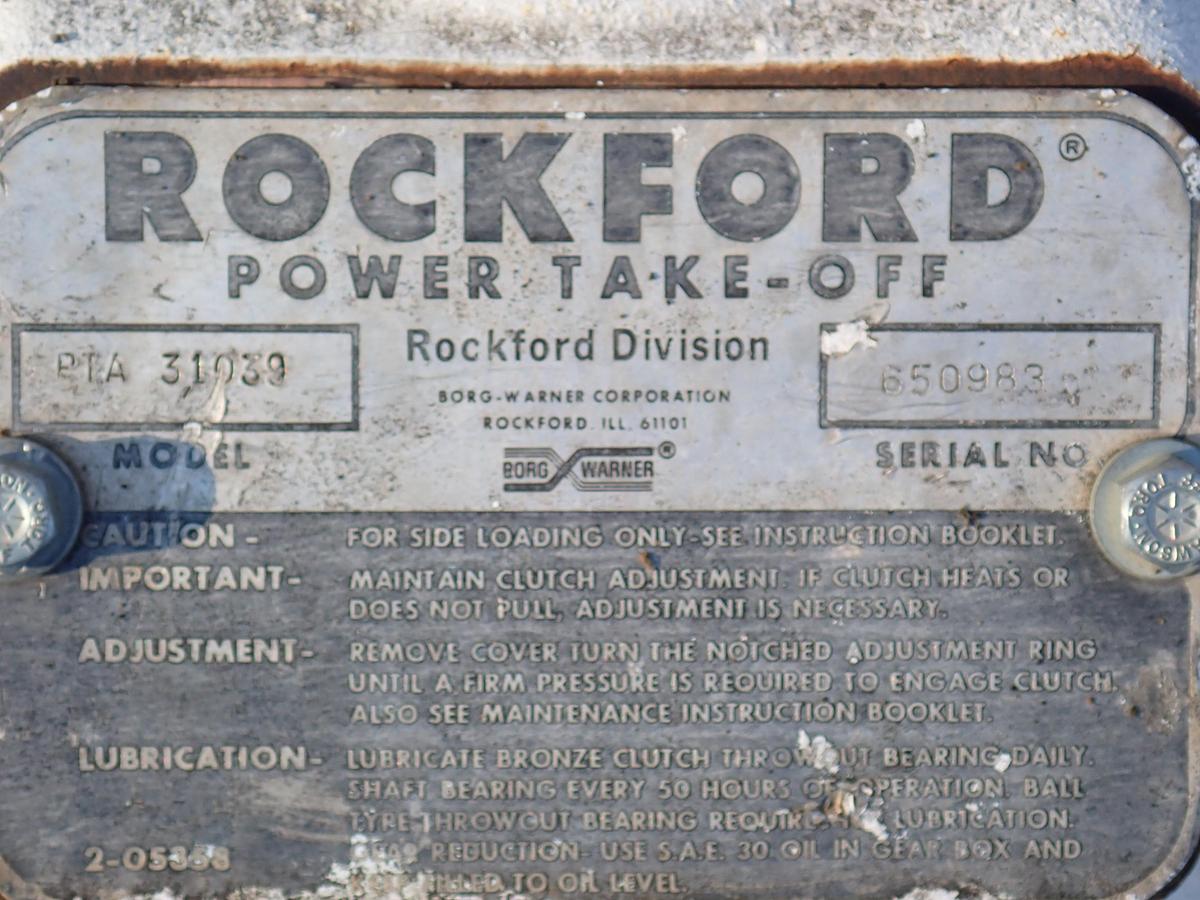 ROCKFORD ®
POWER TAKE-OFF
PTA 31039
Rockford Division
650983
BORG-WARNER CORPORATION
ROCKFORD, ILL. 61101
MODEL
BORG WARNER ®
SERIAL NO
CAUTION - FOR SIDE LOADING ONLY-SEE INSTRUCTION BOOKLET.
IMPORTANT- MAINTAIN CLUTCH ADJUSTMENT. IF CLUTCH HEATS OR
DOES NOT PULL, ADJUSTMENT IS NECESSARY.
ADJUSTMENT- REMOVE COVER TURN THE NOTCHED ADJUSTMENT RING
UNTIL A FIRM PRESSURE IS REQUIRED TO ENGAGE CLUTCH.
ALSO SEE MAINTENANCE INSTRUCTION BOOKLET.
LUBRICATION- LUBRICATE BRONZE CLUTCH THROWOUT BEARING DAILY.
SHAFT BEARING EVERY 50 HOURS OF OPERATION. BALL
TYPE THROWOUT BEARING REQUIRES LUBRICATION.
GEAR REDUCTION- USE S.A.E. 30 OIL IN GEAR BOX AND
FILLED TO OIL LEVEL.